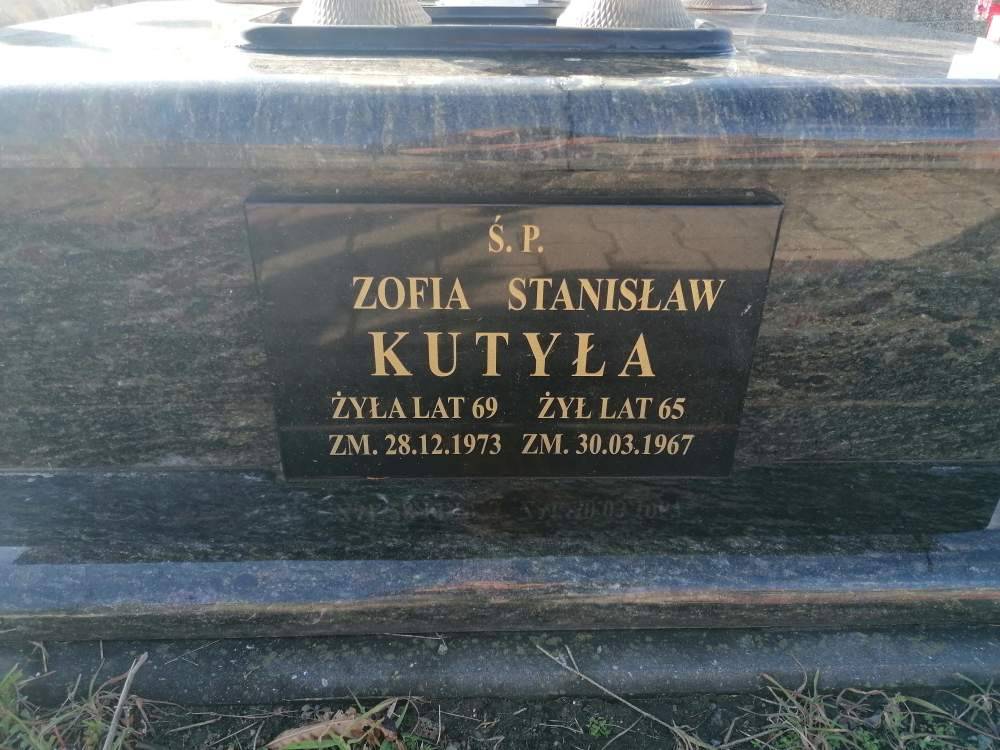 Ś. P.
ZOFIA STANISŁAW
KUTYŁA
ŻYŁA LAT 69 ŻYŁ LAT 65
ZM. 28.12.1973 ZM. 30.03.1967